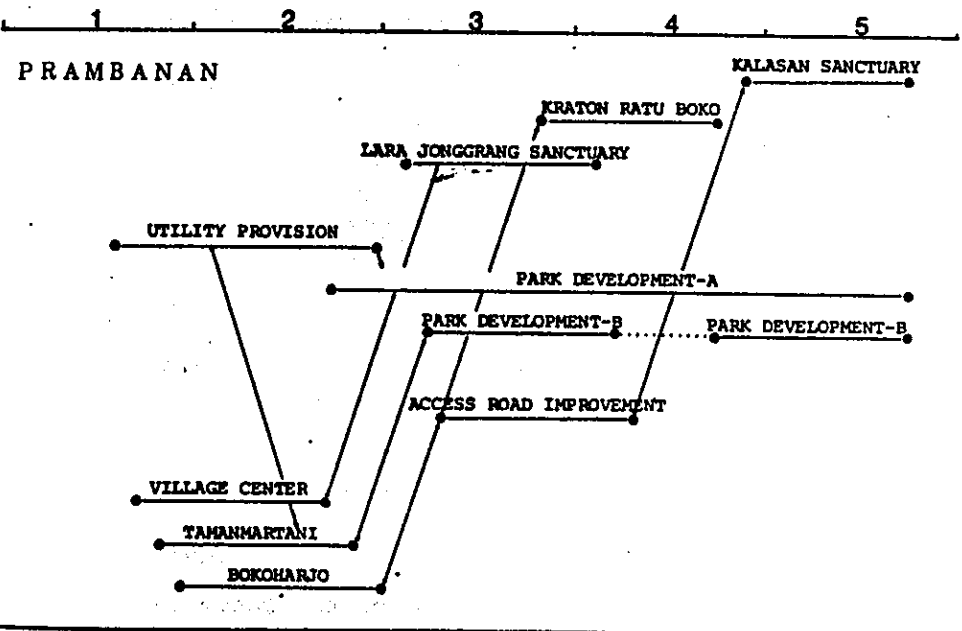 1 2 3 4 5
PRAMBANAN
KALASAN SANCTUARY
KRATON RATU BOKO
LARA JONGGRANG SANCTUARY
UTILITY PROVISION
PARK DEVELOPMENT-A
PARK DEVELOPMENT-B PARK DEVELOPMENT-B
ACCESS ROAD IMPROVEMENT
VILLAGE CENTER
TAMANMARTANI
BOKOHARJO